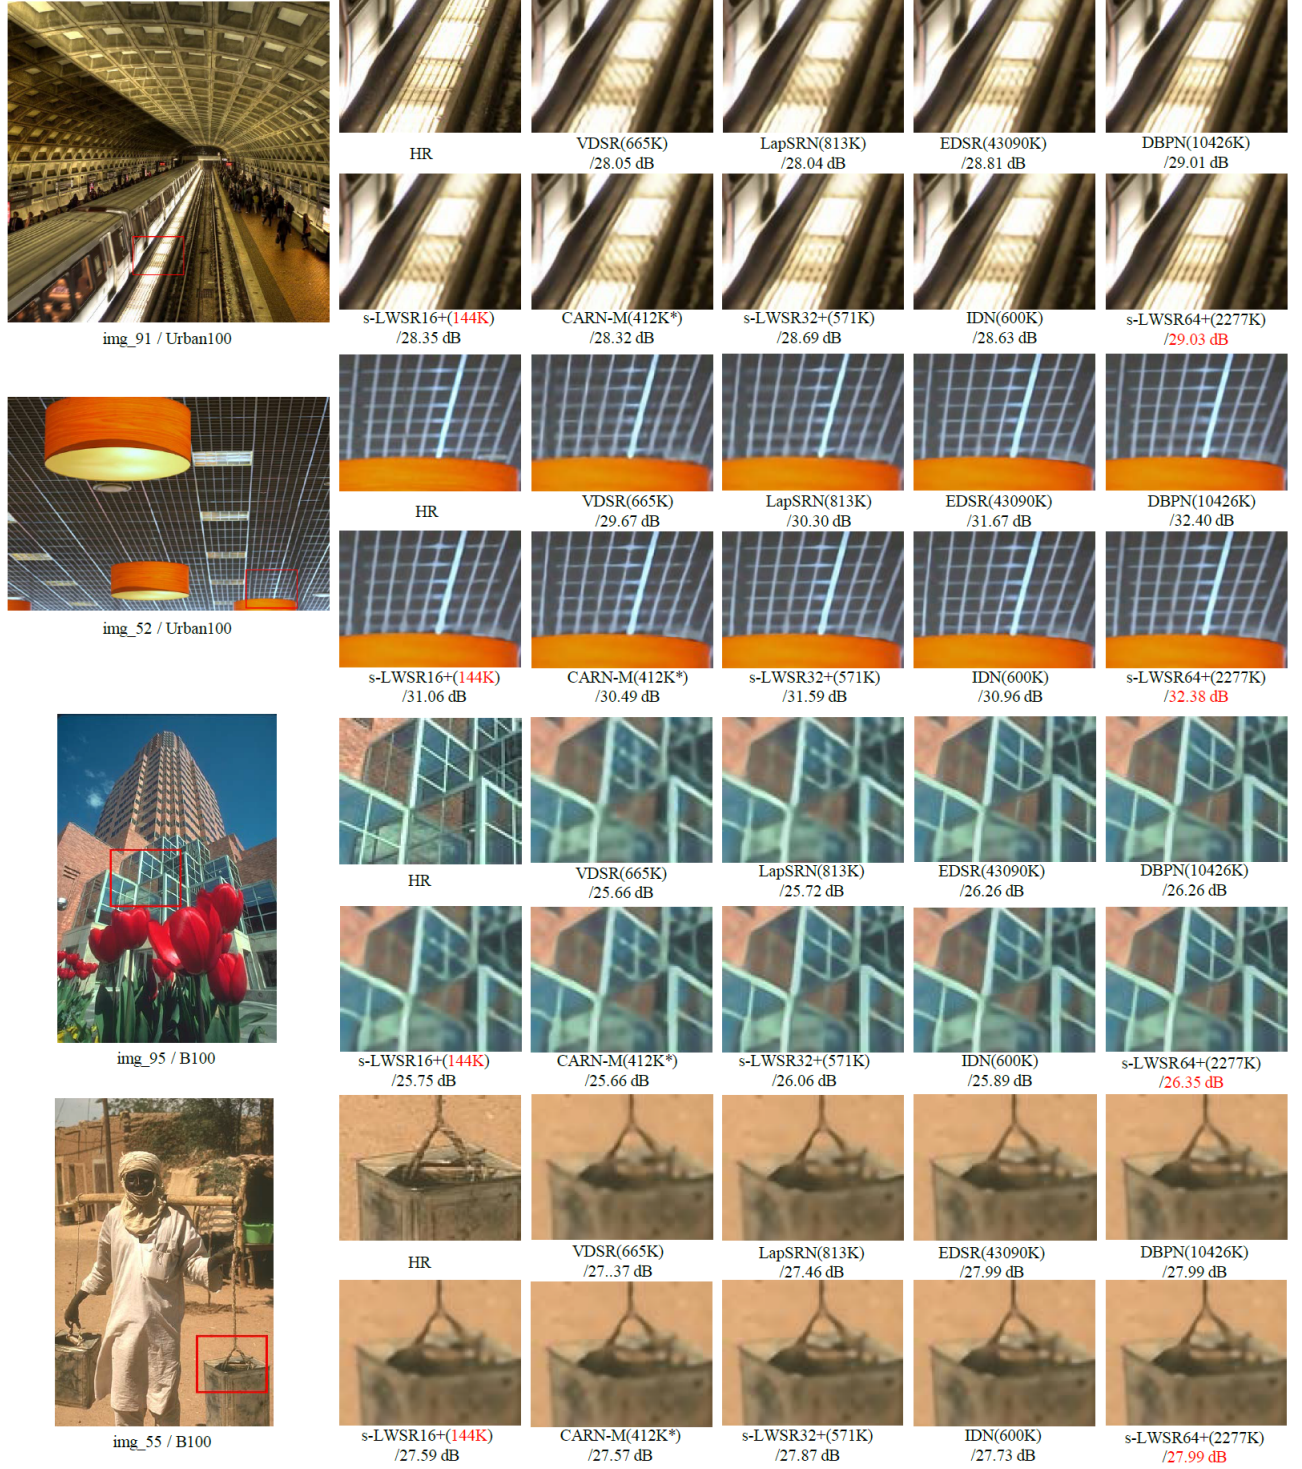 HR
VDSR(665K)
/28.05 dB
LapSRN(813K)
/28.04 dB
EDSR(43090K)
/28.81 dB
DBPN(10426K)
/29.01 dB
s-LWSR16+(144K)
/28.35 dB
CARN-M(412K*)
/28.32 dB
s-LWSR32+(571K)
/28.69 dB
IDN(600K)
/28.63 dB
s-LWSR64+(2277K)
/29.03 dB
img_91 / Urban100
HR
VDSR(665K)
/29.67 dB
LapSRN(813K)
/30.30 dB
EDSR(43090K)
/31.67 dB
DBPN(10426K)
/32.40 dB
s-LWSR16+(144K)
/31.06 dB
CARN-M(412K*)
/30.49 dB
s-LWSR32+(571K)
/31.59 dB
IDN(600K)
/30.96 dB
s-LWSR64+(2277K)
/32.38 dB
img_52 / Urban100
HR
VDSR(665K)
/25.66 dB
LapSRN(813K)
/25.72 dB
EDSR(43090K)
/26.26 dB
DBPN(10426K)
/26.26 dB
s-LWSR16+(144K)
/25.75 dB
CARN-M(412K*)
/25.66 dB
s-LWSR32+(571K)
/26.06 dB
IDN(600K)
/25.89 dB
s-LWSR64+(2277K)
/26.35 dB
img_95 / B100
HR
VDSR(665K)
/27..37 dB
LapSRN(813K)
/27.46 dB
EDSR(43090K)
/27.99 dB
DBPN(10426K)
/27.99 dB
s-LWSR16+(144K)
/27.59 dB
CARN-M(412K*)
/27.57 dB
s-LWSR32+(571K)
/27.87 dB
IDN(600K)
/27.73 dB
s-LWSR64+(2277K)
/27.99 dB
img_55 / B100